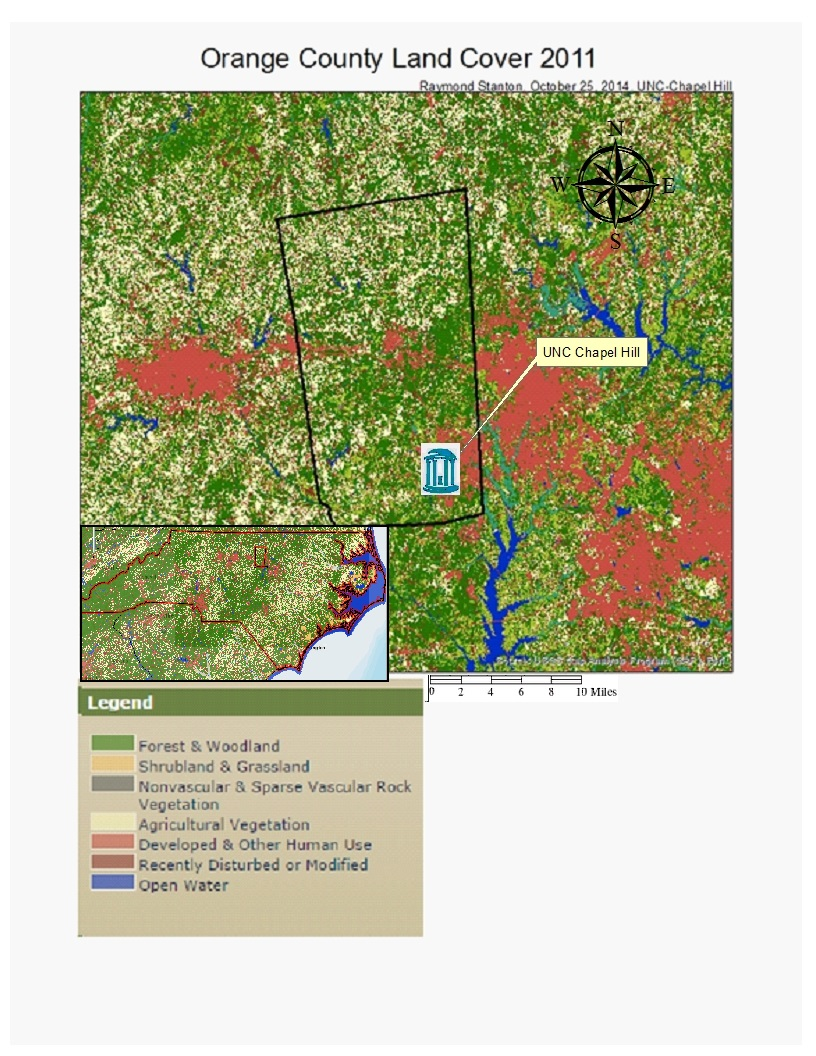 Orange County Land Cover 2011
Raymond Stanton, October 25, 2014, UNC-Chapel Hill
N
W
E
S
UNC Chapel Hill
0 2 4 6 8 10 Miles
Legend
Forest & Woodland
Shrubland & Grassland
Nonvascular & Sparse Vascular Rock
Vegetation
Agricultural Vegetation
Developed & Other Human Use
Recently Disturbed or Modified
Open Water